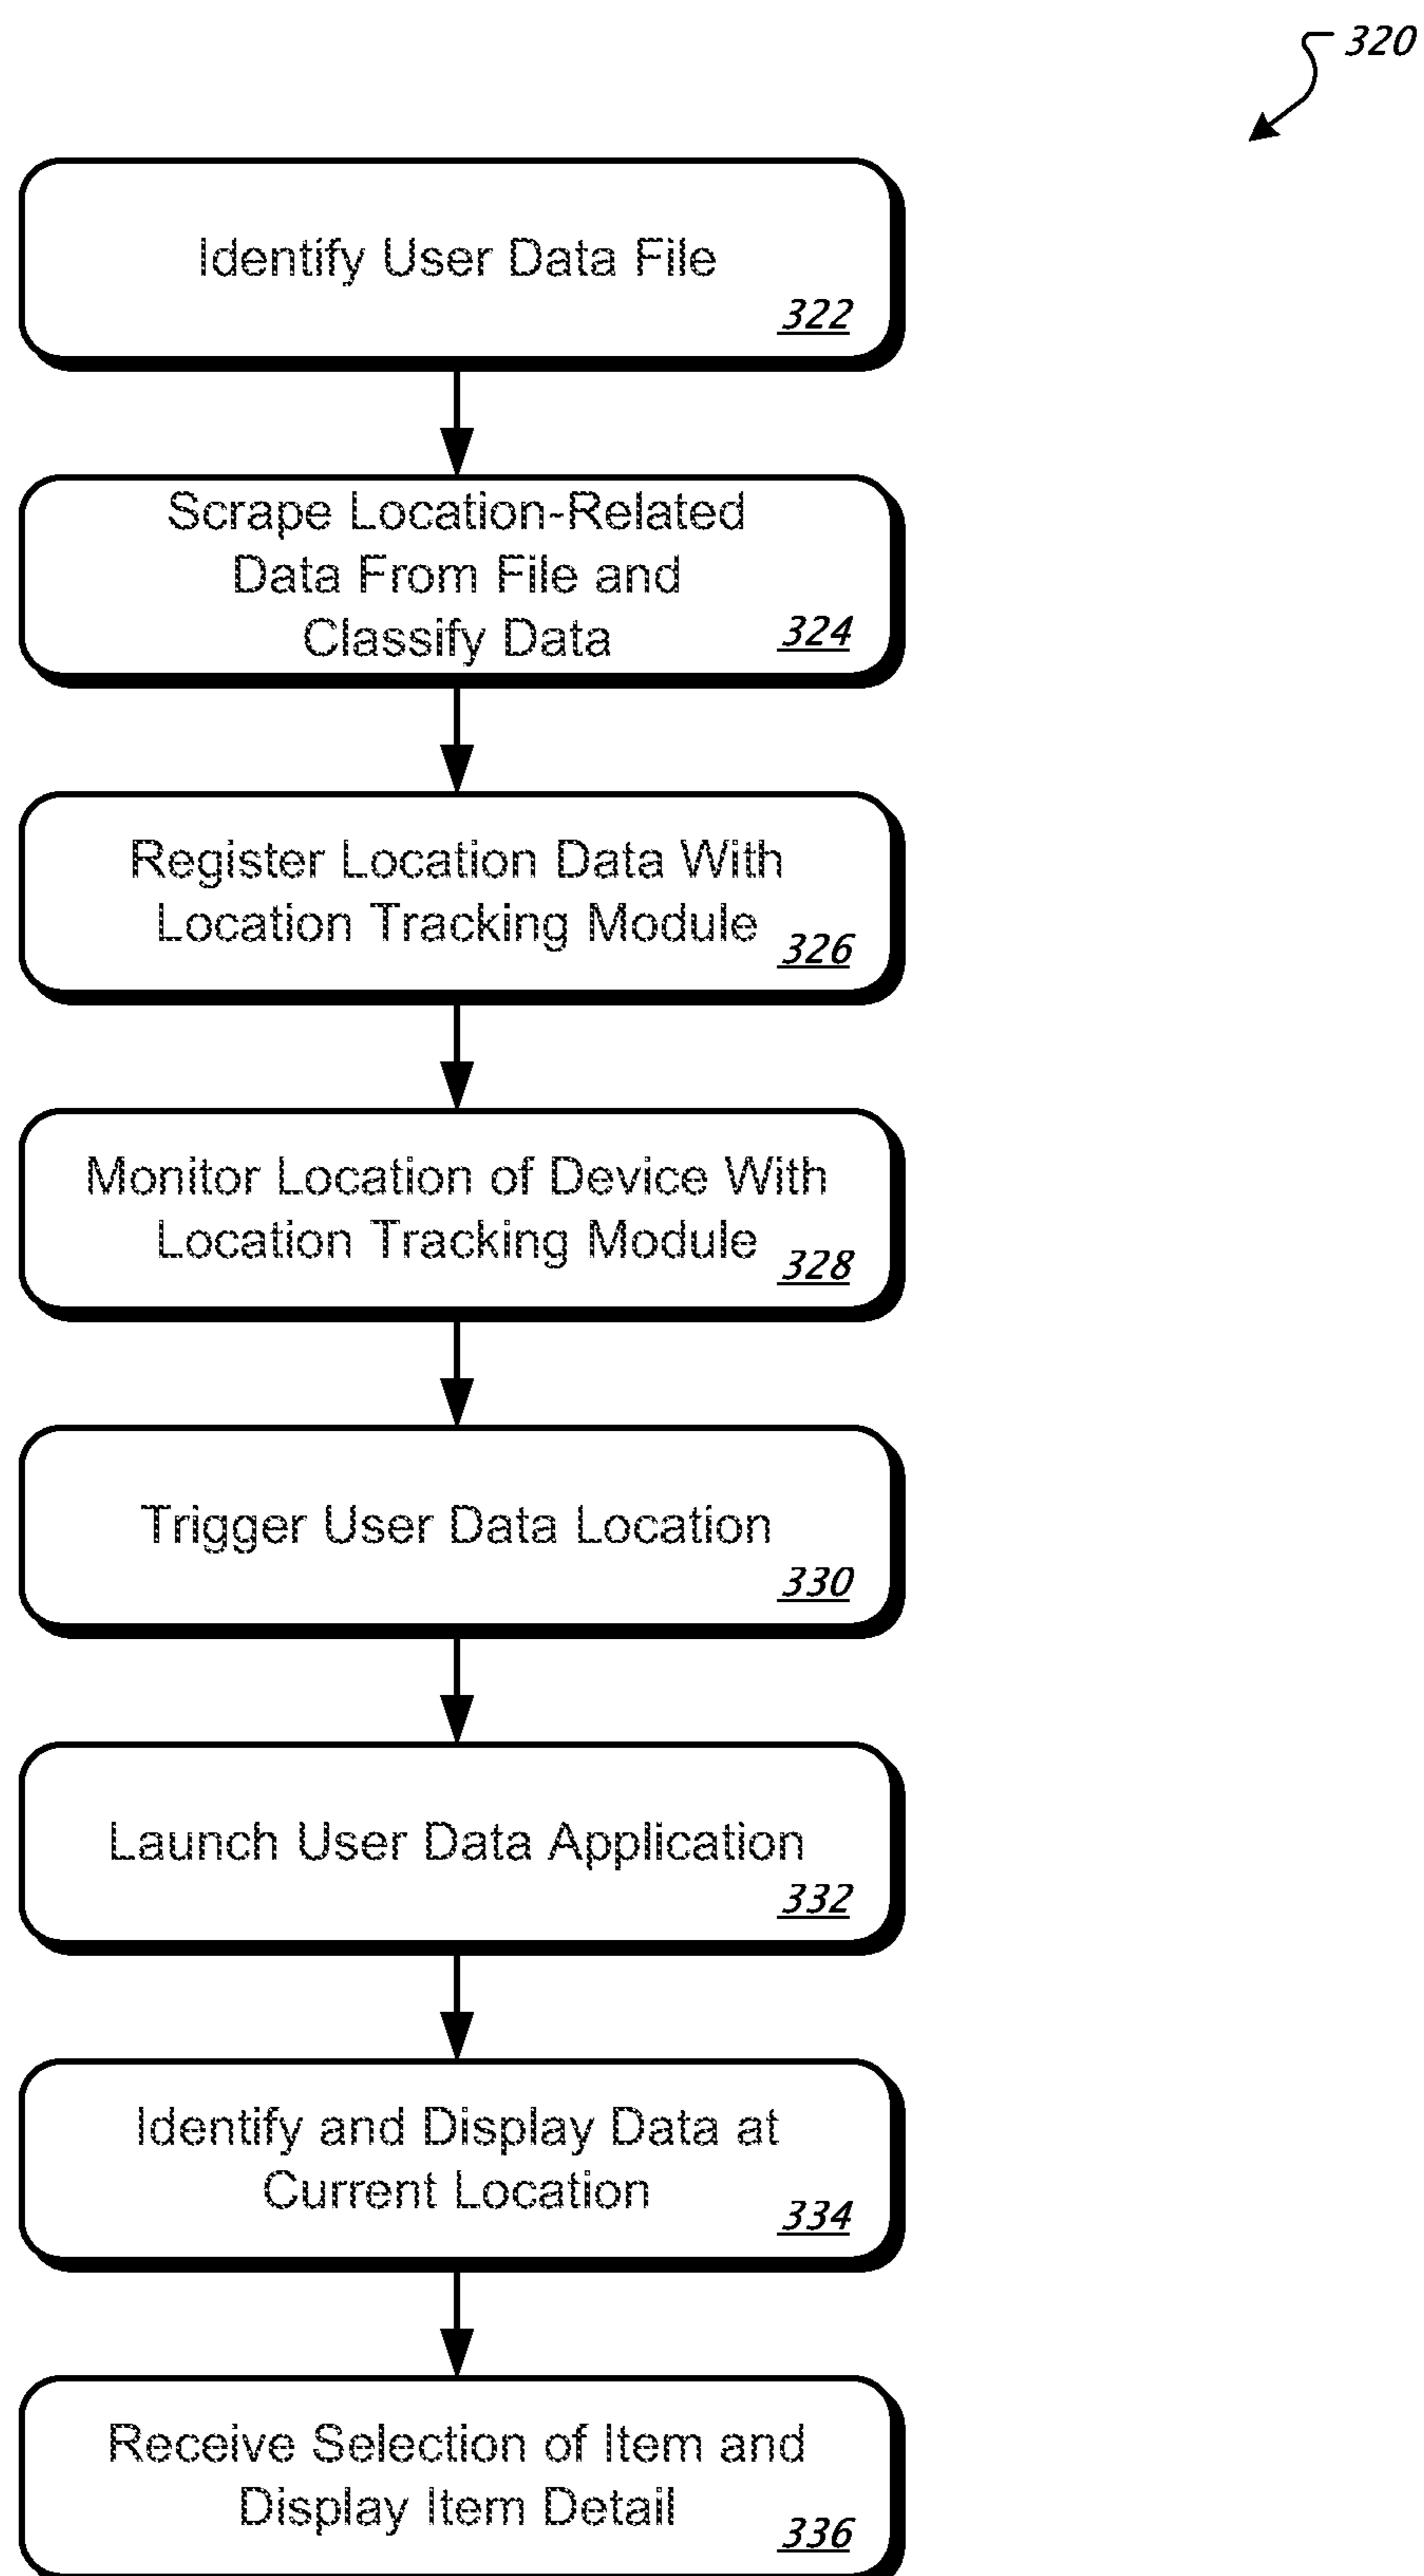 320
Identify User Data File
322
Scrape Location-Related
Data From File and
Classify Data
324
Register Location Data With
Location Tracking Module
326
Monitor Location of Device With
Location Tracking Module
328
Trigger User Data Location
330
Launch User Data Application
332
Identify and Display Data at
Current Location
334
Receive Selection of Item and
Display Item Detail
336